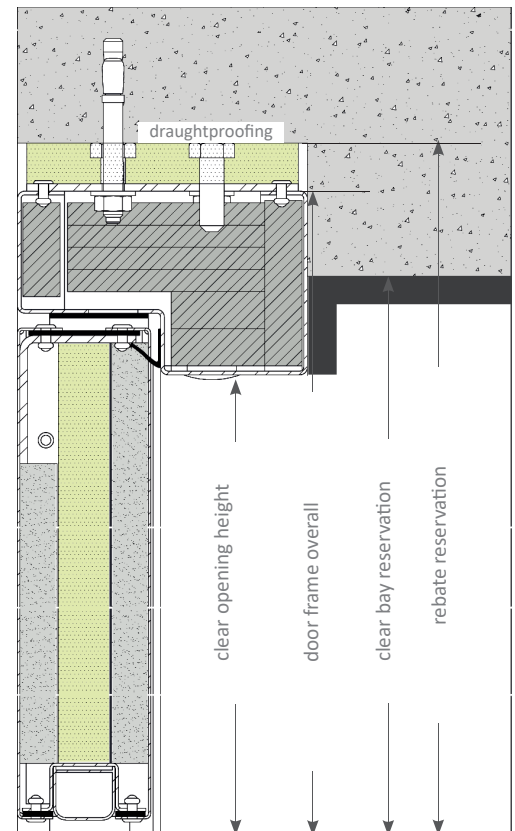 draughtproofing
clear opening height
door frame overall
clear bay reservation
rebate reservation